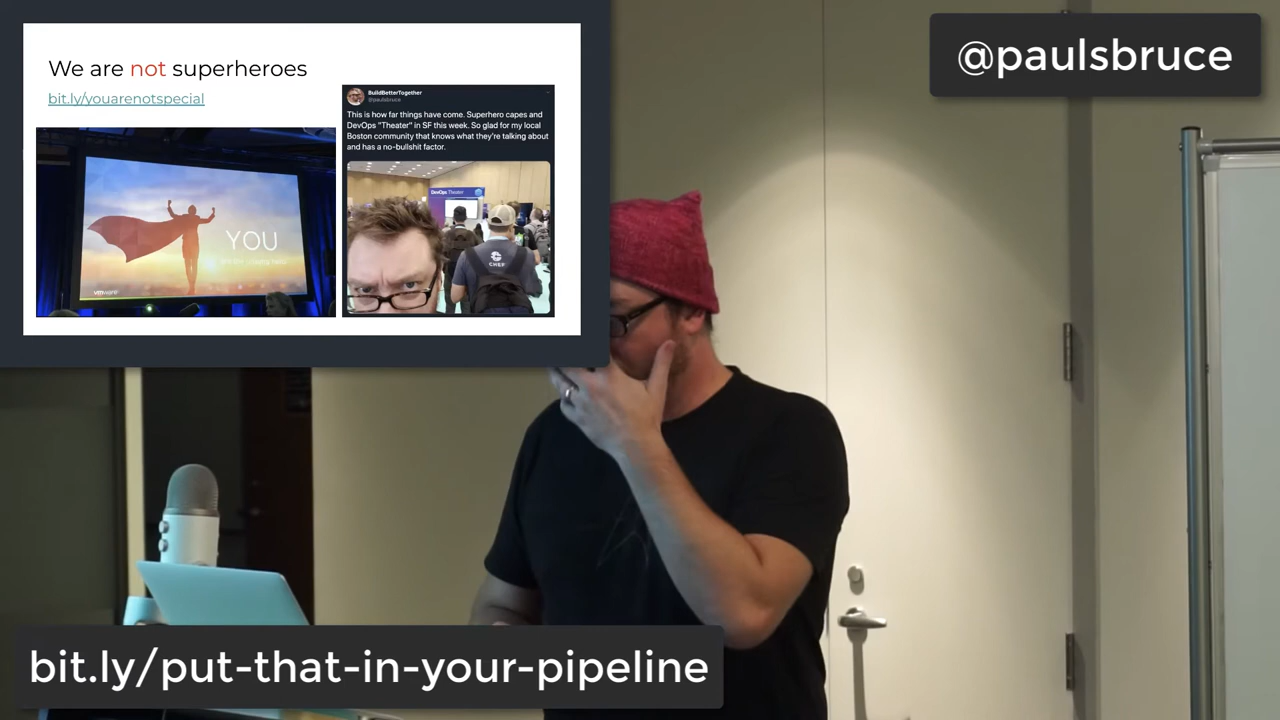 We are not superheroes
bit.ly/youarenotspecial
@paulsbruce
BuildBetterTogether
@paulsbruce
This is how far things have come. Superhero capes and
DevOps "Theater" in SF this week. So glad for my local
Boston community that knows what they're talking about
and has a no-bullshit factor.
DevOps Theater
CHEF
YOU
vmware
bit.ly/put-that-in-your-pipeline